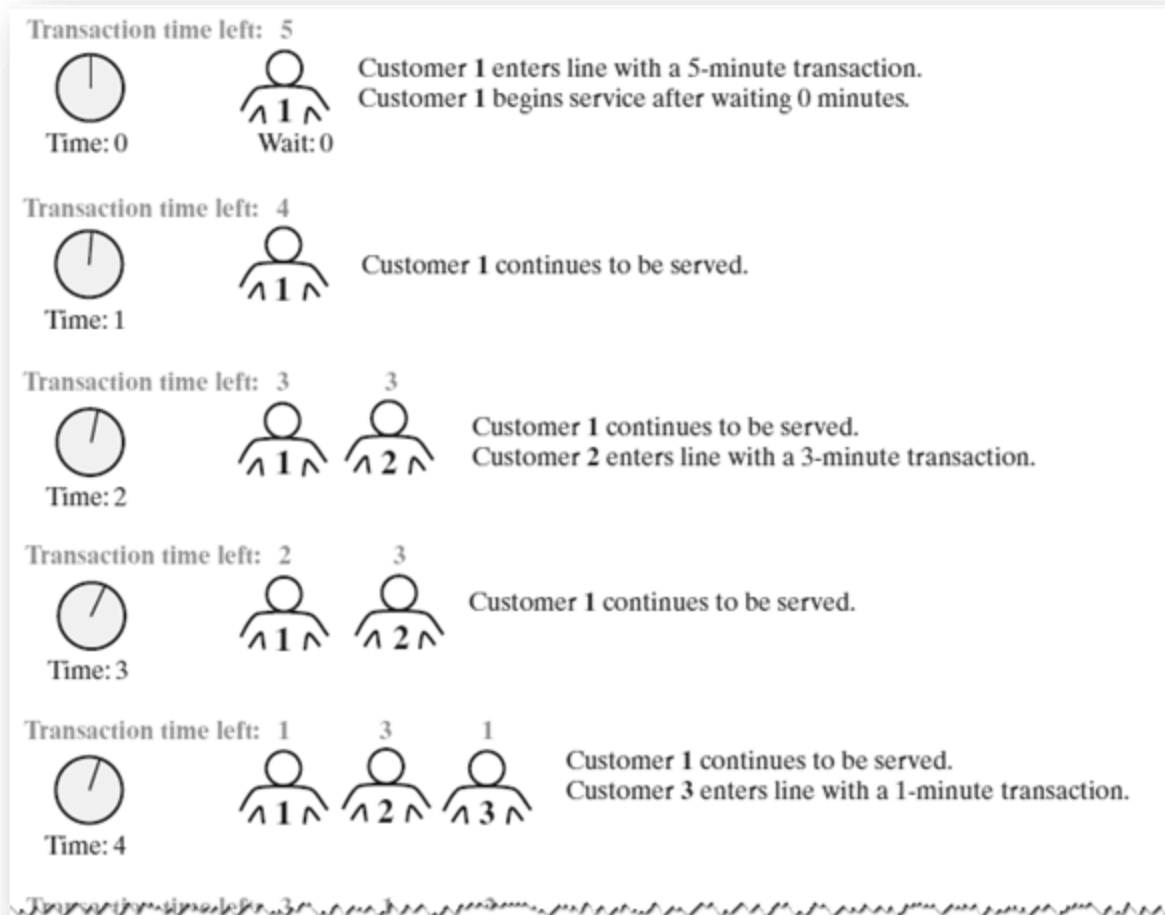 Transaction time left: 5
Customer 1 enters line with a 5-minute transaction.
Customer 1 begins service after waiting 0 minutes.
1
Time: 0
Wait: 0
Transaction time left: 4
Customer 1 continues to be served.
1
Time: 1
Transaction time left: 3 3
Customer 1 continues to be served.
Customer 2 enters line with a 3-minute transaction.
1 2
Time: 2
Transaction time left: 2 3
Customer 1 continues to be served.
1 2
Time: 3
Transaction time left: 1 3 1
Customer 1 continues to be served.
Customer 3 enters line with a 1-minute transaction.
1 2 3
Time: 4